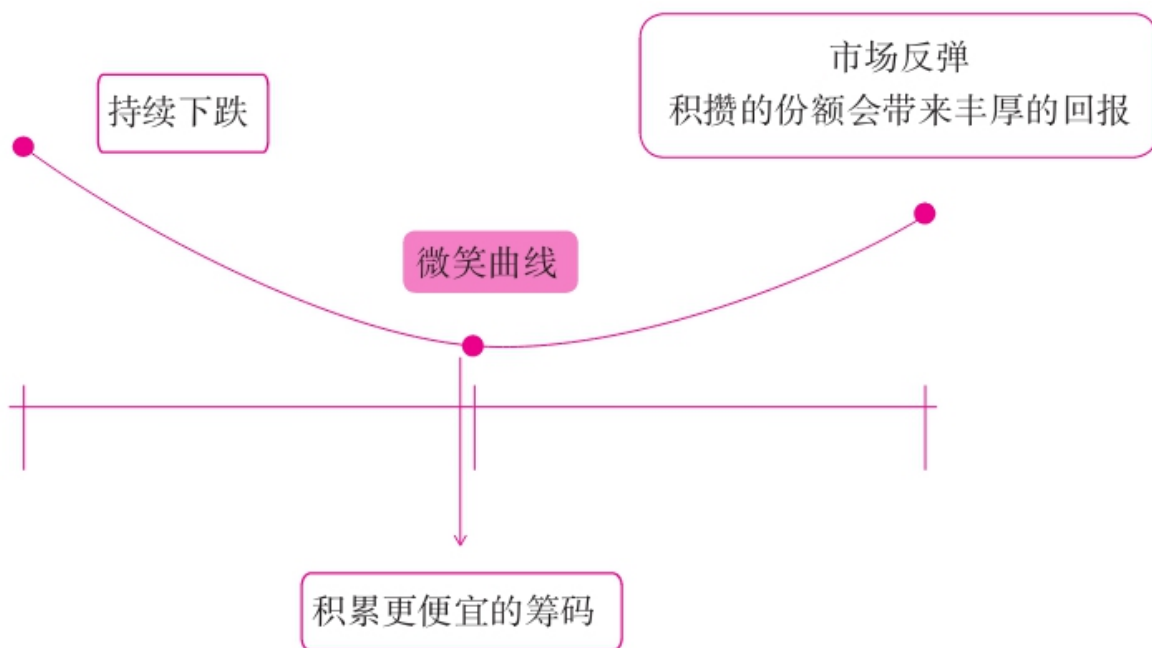 市场反弹
积攒的份额会带来丰厚的回报
持续下跌
微笑曲线
积累更便宜的筹码